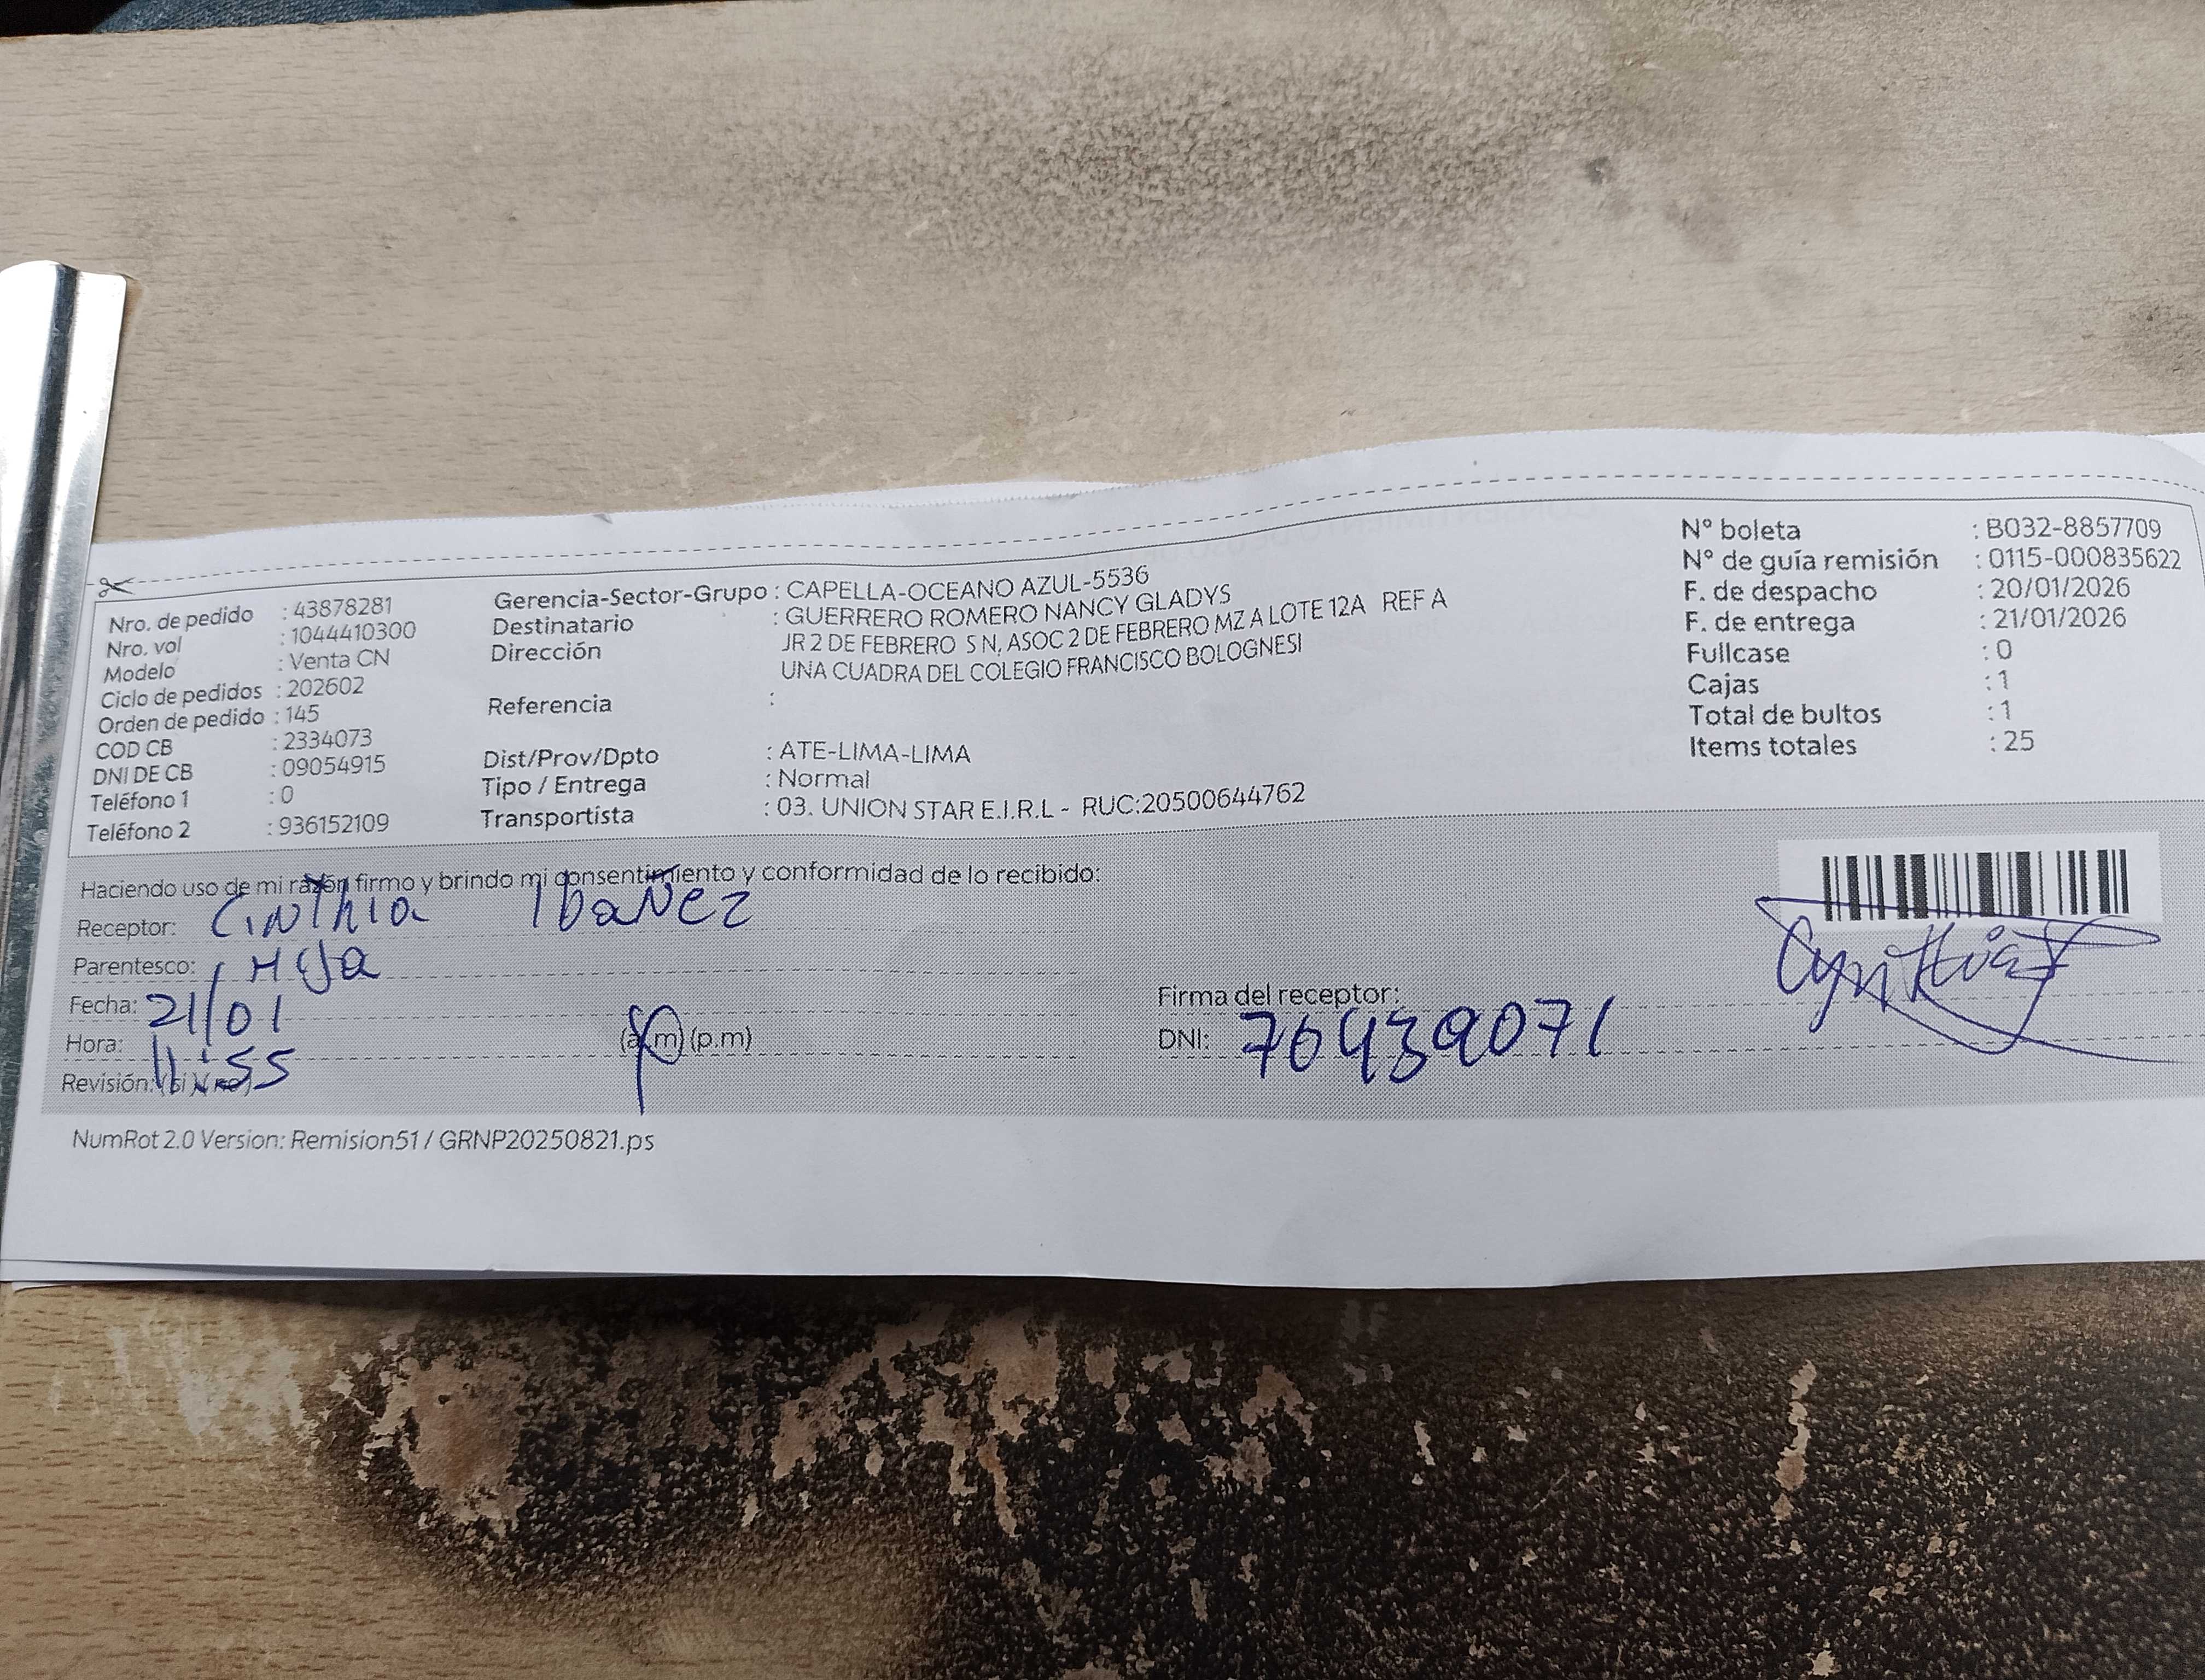 Nro. de pedido : 43878281
Nro. vol : 1044410300
Modelo : Venta CN
Ciclo de pedidos : 202602
Orden de pedido : 145
COD CB : 2334073
DNI DE CB : 09054915
Teléfono 1 : 0
Teléfono 2 : 936152109
Gerencia-Sector-Grupo : CAPELLA-OCEANO AZUL-5536
Destinatario : GUERRERO ROMERO NANCY GLADYS
Dirección JR 2 DE FEBRERO S N, ASOC 2 DE FEBRERO MZ A LOTE 12A REF A
UNA CUADRA DEL COLEGIO FRANCISCO BOLOGNESI
Referencia :
Dist/Prov/Dpto : ATE-LIMA-LIMA
Tipo / Entrega : Normal
Transportista : 03. UNION STAR E.I.R.L - RUC:20500644762
N° boleta : B032-8857709
N° de guía remisión : 0115-000835622
F. de despacho : 20/01/2026
F. de entrega : 21/01/2026
Fullcase : 0
Cajas : 1
Total de bultos : 1
Items totales : 25
Haciendo uso de mi razón firmo y brindo mi consentimiento y conformidad de lo recibido:
Receptor: Cinthia Ibañez
Parentesco: Hija
Fecha: 21/01
Hora: 11:55 (a.m) (p.m)
Revisión: (si) (no)
Firma del receptor: Cynthia
DNI: 76439071
NumRot 2.0 Version: Remision51 / GRNP20250821.ps